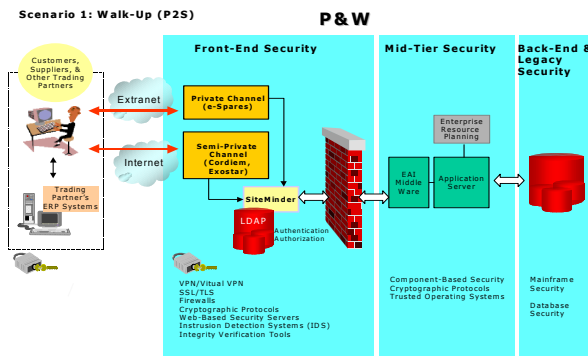 Scenario 1: Walk-Up (P2S)
P&W
Customers,
Suppliers, &
Other Trading
Partners
Trading
Partner's
ERP Systems
Extranet
Internet
Front-End Security
Private Channel
(e-Spares)
Semi-Private
Channel
(Cordiem,
Exostar)
SiteMinder
LDAP
Authentication
Authorization
VPN/Vitual VPN
SSL/TLS
Firewalls
Cryptographic Protocols
Web-Based Security Servers
Instrusion Detection Systems (IDS)
Integrity Verification Tools
Mid-Tier Security
Enterprise
Resource
Planning
EAI
Middle
Ware
Application
Server
Component-Based Security
Cryptographic Protocols
Trusted Operating Systems
Back-End &
Legacy
Security
Mainframe
Security
Database
Security